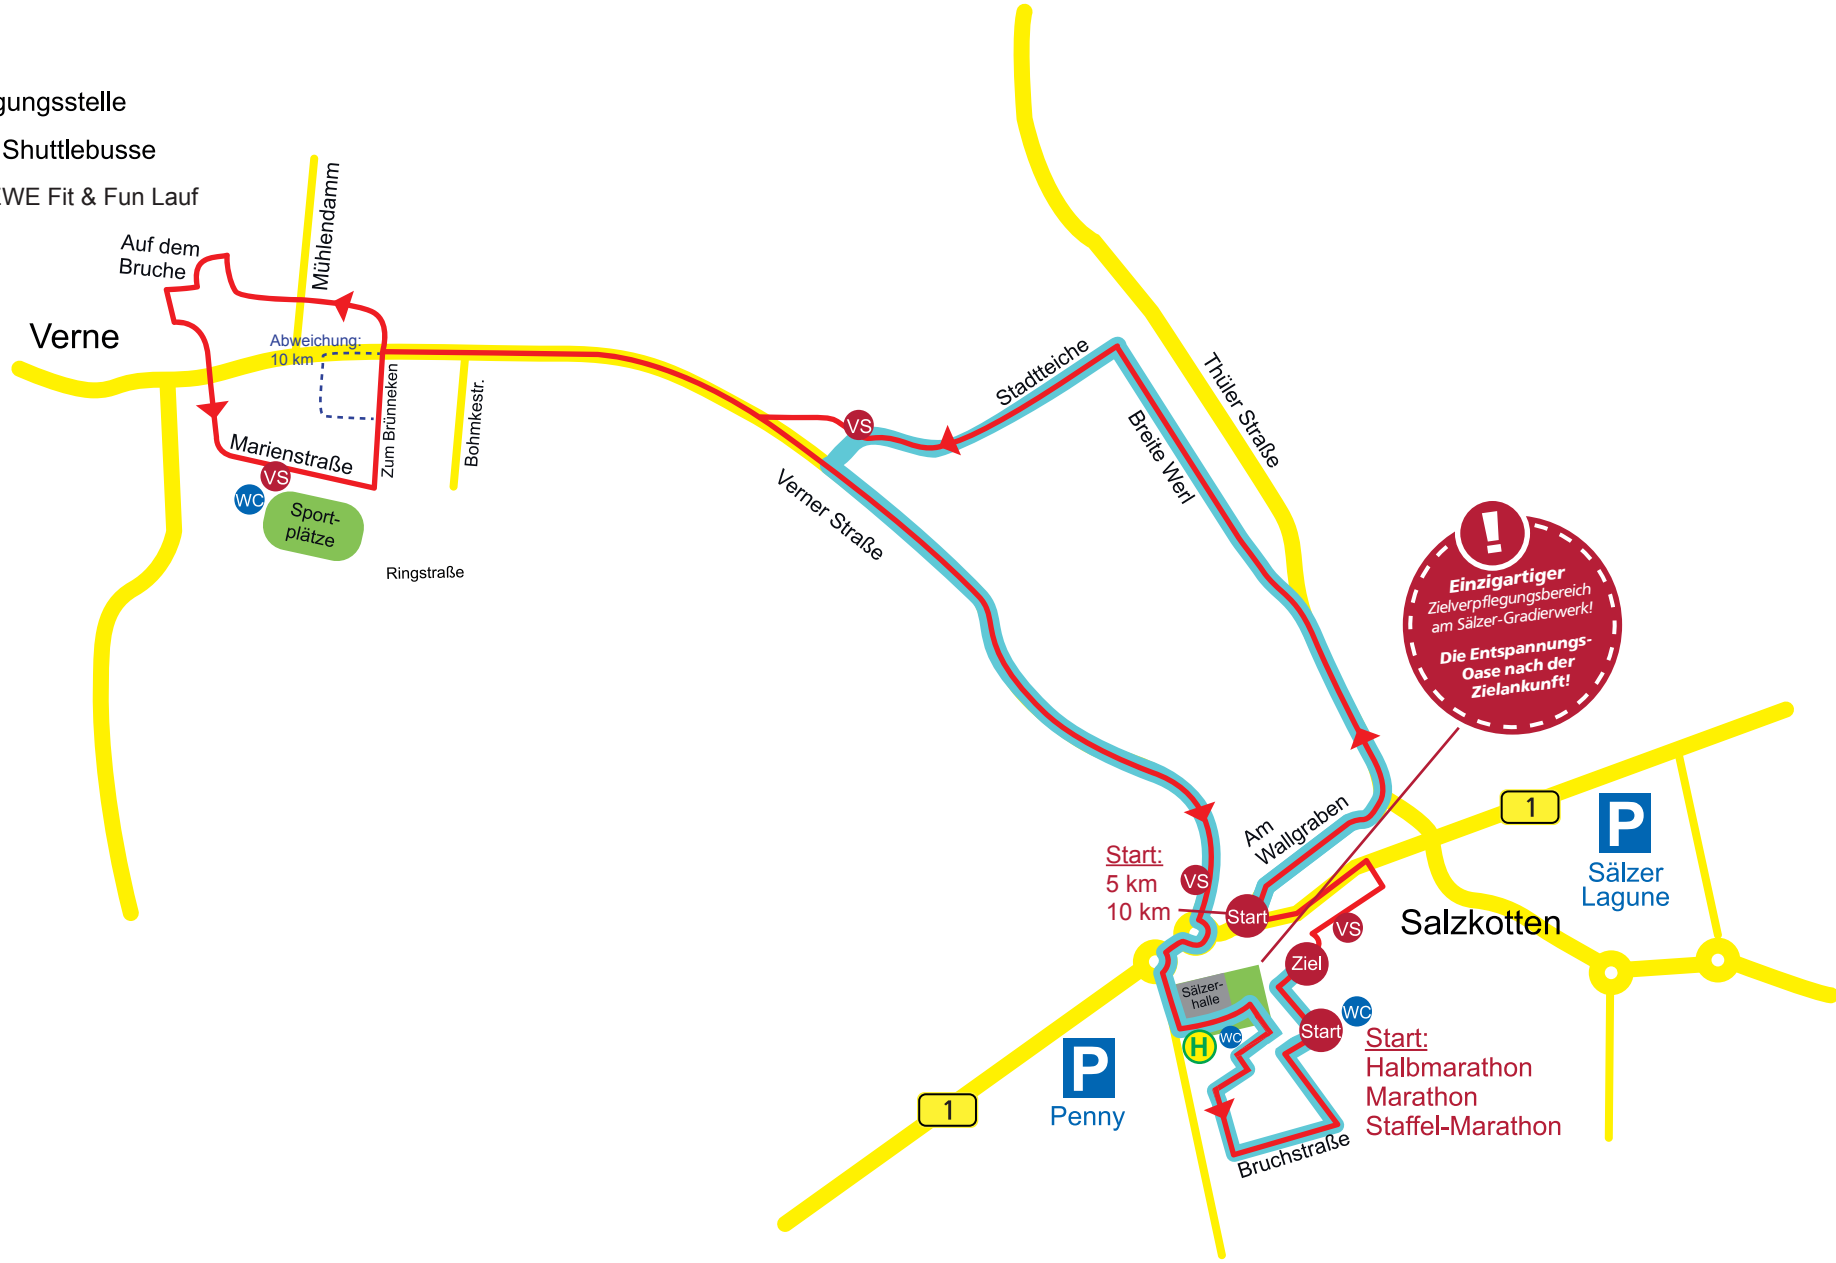 gungsstelle
Shuttlebusse
WE Fit & Fun Lauf
Mühlendamm
Auf dem
Bruche
Verne
Abweichung:
10 km
Zum Brünneken
Bohmkestr.
Marienstraße
VS
WC
Sport-
plätze
Ringstraße
VS
Stadtteiche
Breite Werl
Thüler Straße
Verner Straße
!
Einzigartiger
Zielverpflegungsbereich
am Sälzer-Gradierwerk!
Die Entspannungs-
Oase nach der
Zielankunft!
1
P
Sälzer
Lagune
Am
Wallgraben
Start:
5 km
10 km
VS
Start
Salzkotten
VS
Ziel
Sälzer-
halle
H
WC
Start
WC
Start:
Halbmarathon
Marathon
Staffel-Marathon
P
Penny
1
Bruchstraße